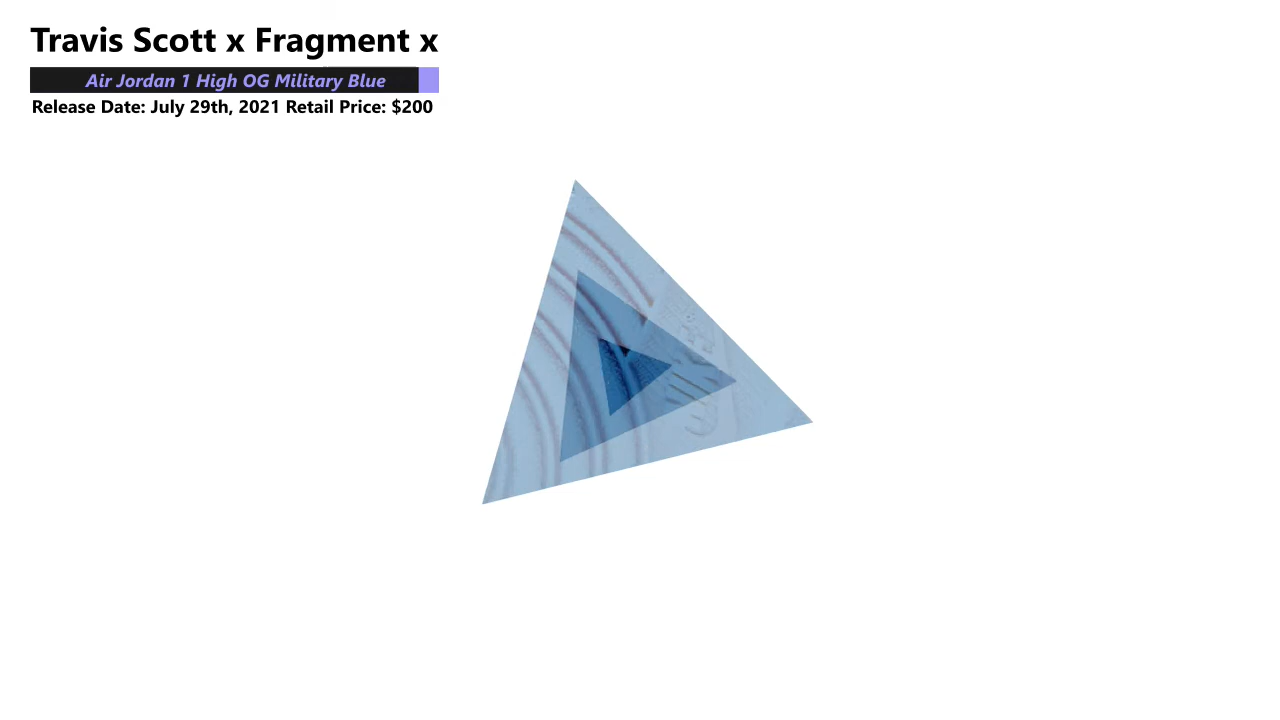 Travis Scott x Fragment x
Air Jordan 1 High OG Military Blue
Release Date: July 29th, 2021 Retail Price: $200